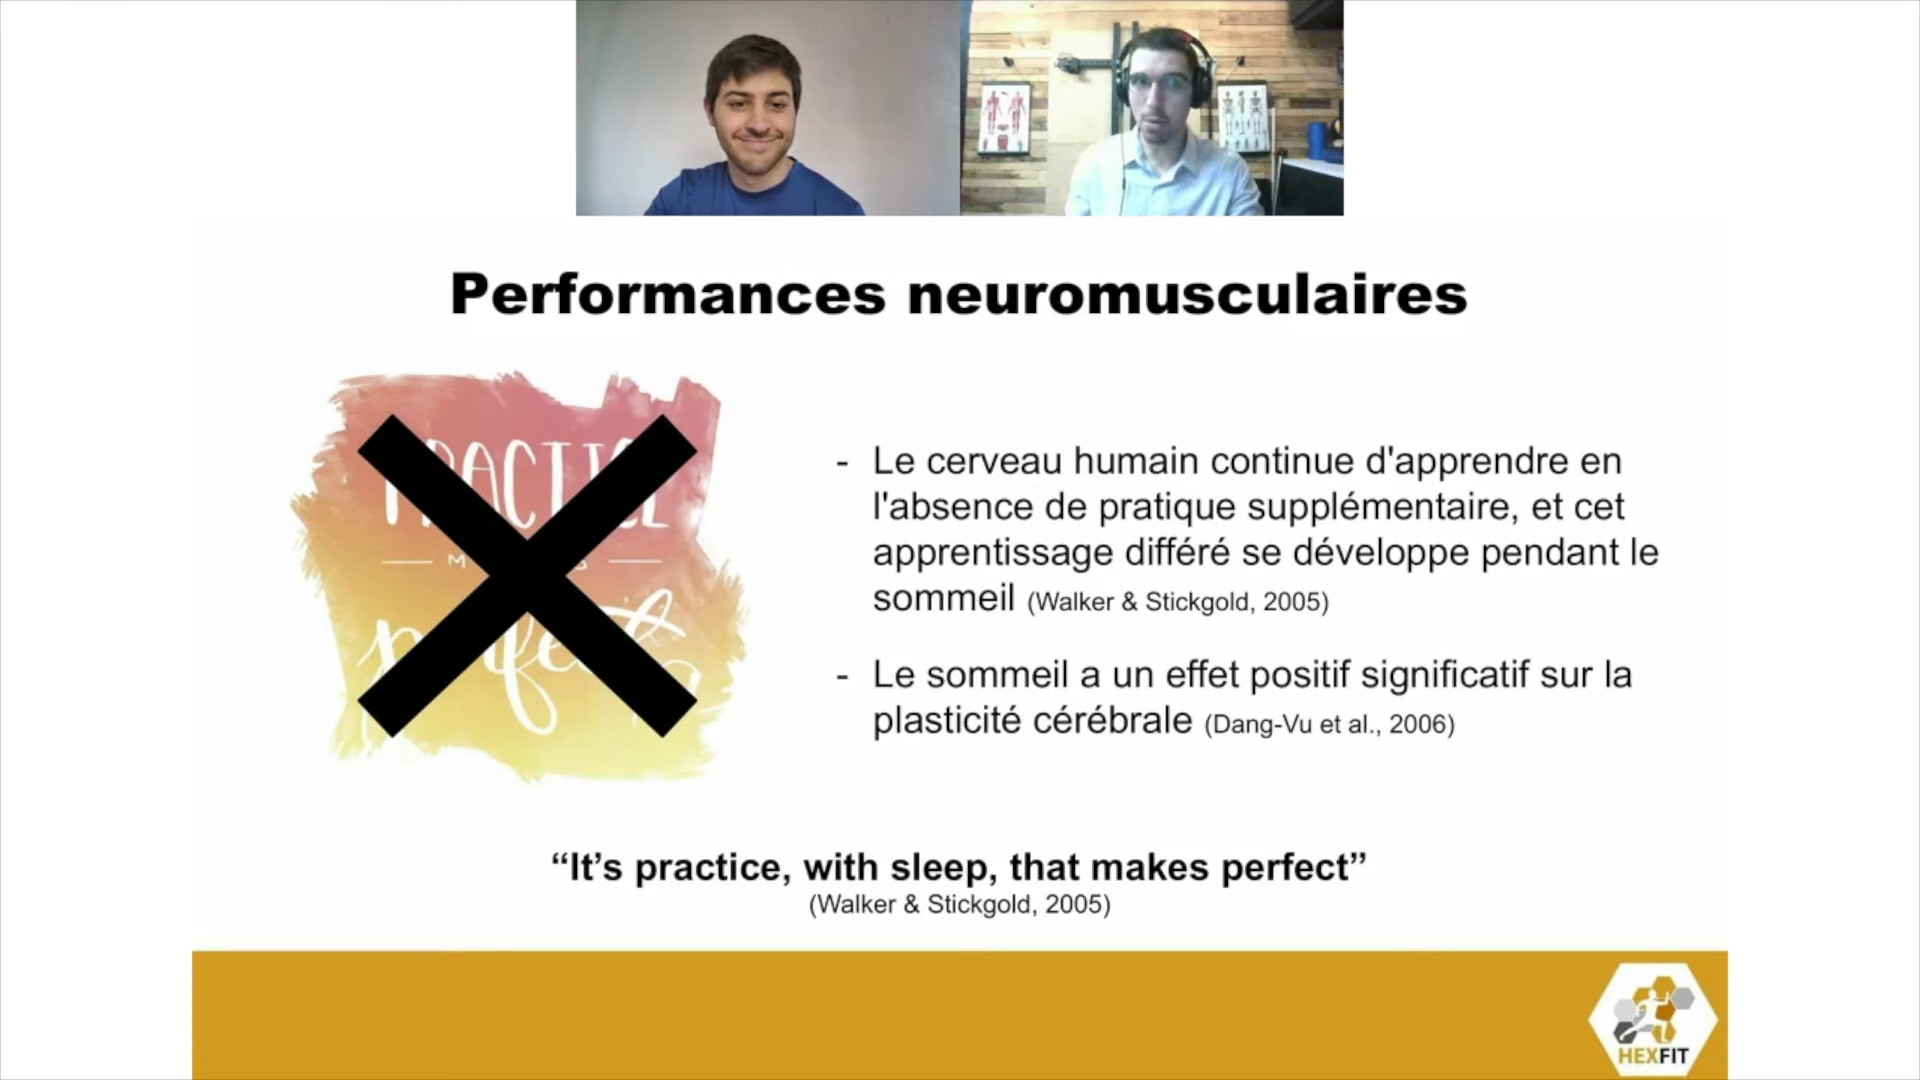 Performances neuromusculaires
PRACTICE
perfect
- Le cerveau humain continue d'apprendre en
l'absence de pratique supplémentaire, et cet
apprentissage différé se développe pendant le
sommeil (Walker & Stickgold, 2005)
- Le sommeil a un effet positif significatif sur la
plasticité cérébrale (Dang-Vu et al., 2006)
“It’s practice, with sleep, that makes perfect”
(Walker & Stickgold, 2005)
HEXFIT